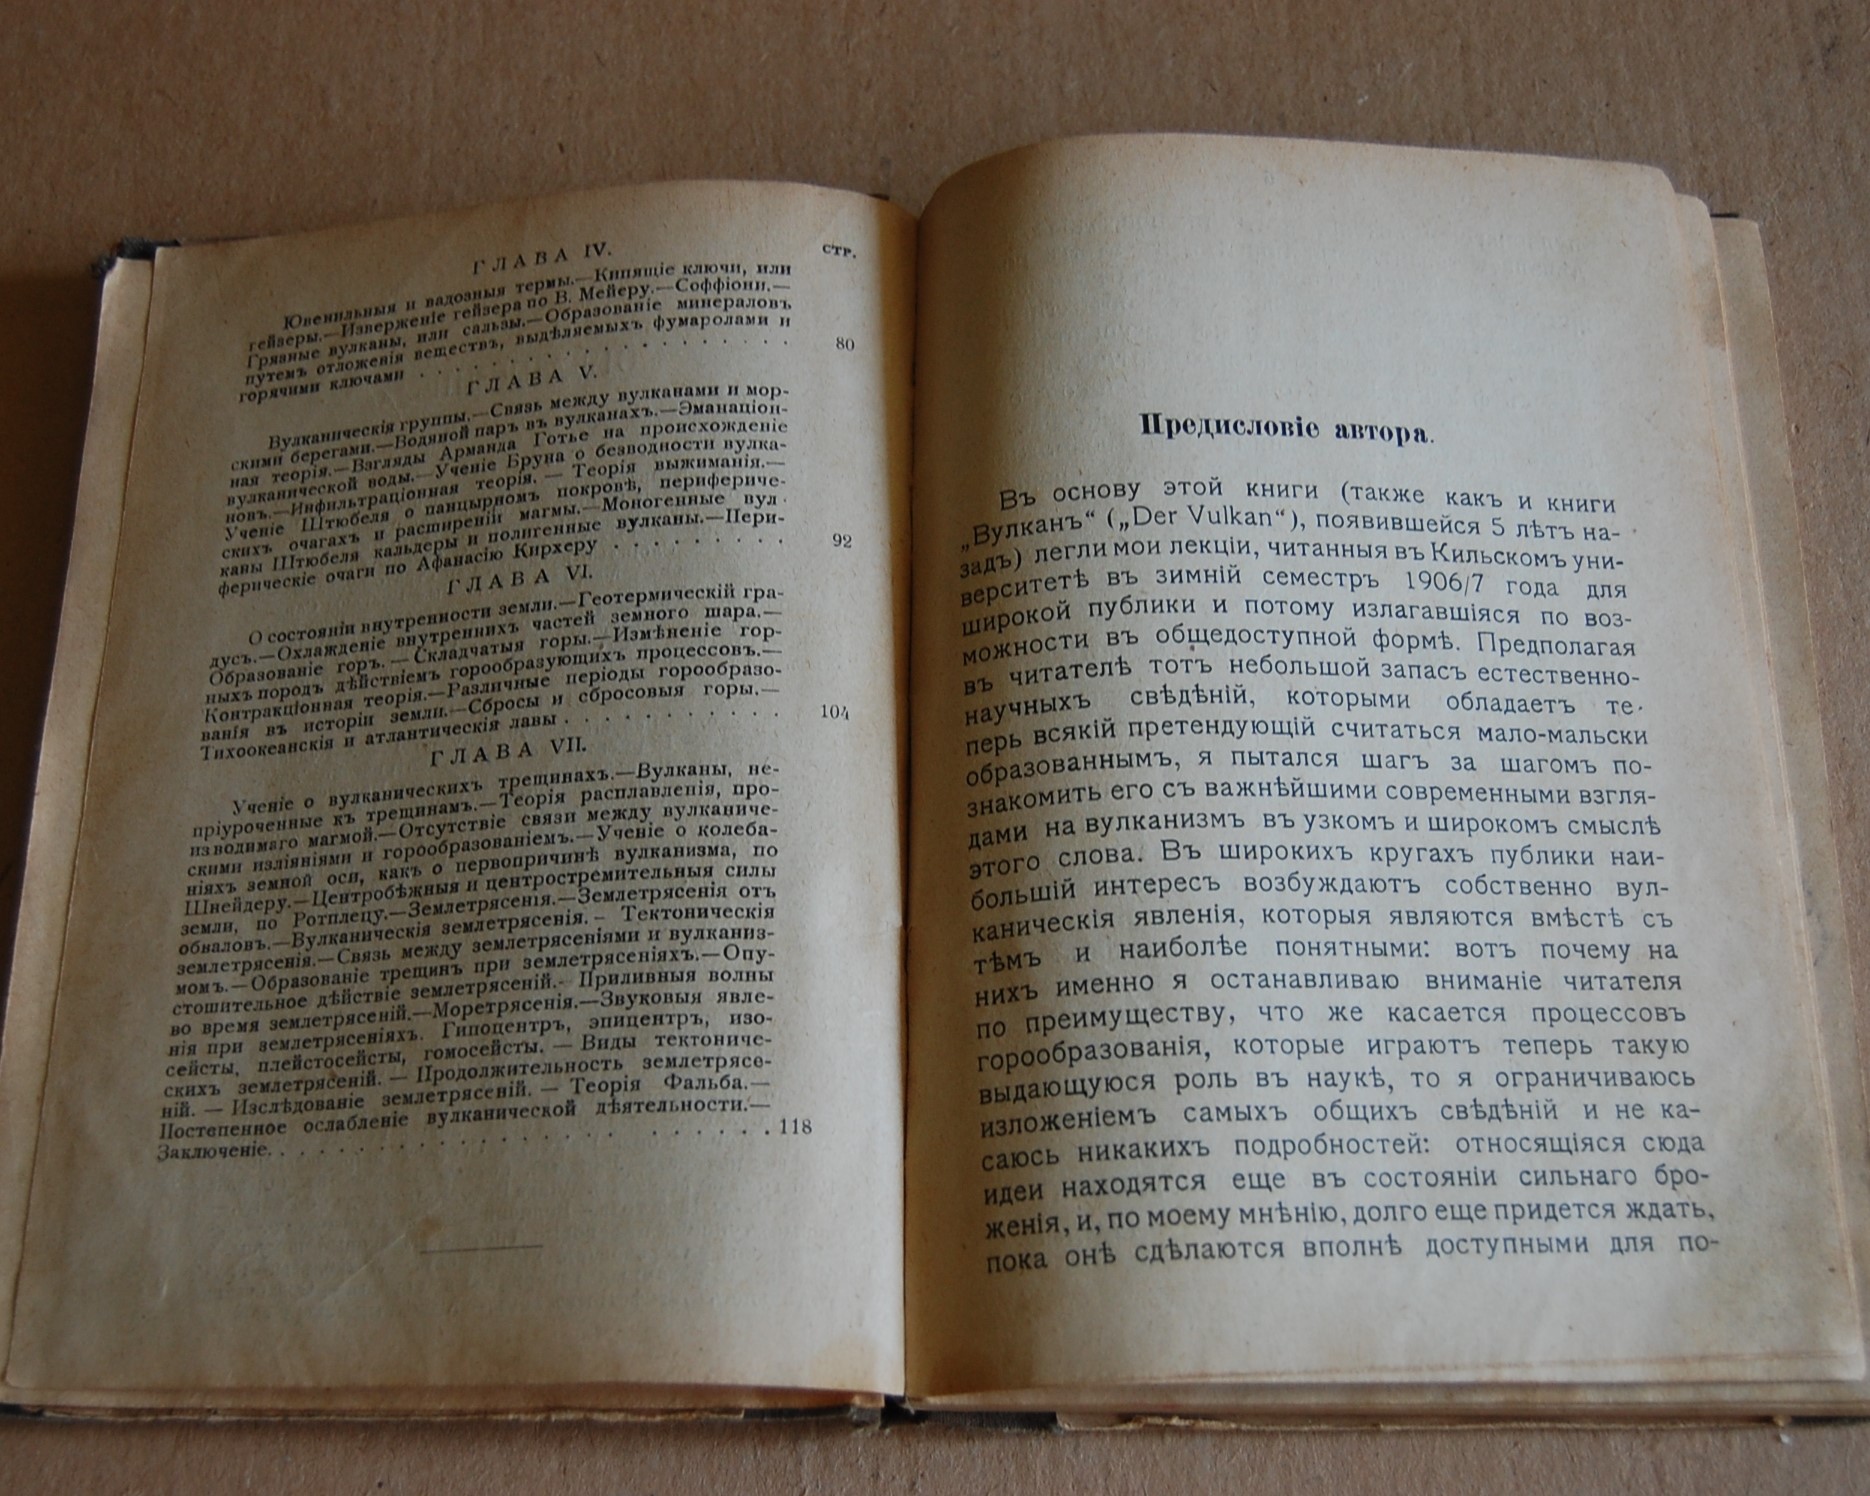 ГЛАВА IV.
СТР.
Ювенильныя и вадозныя термы.—Кипящіе ключи, или
гейзеры.—Изверженіе гейзера по В. Мейеру.—Соффіони.—
Грязные вулканы, или сальзы.—Образованіе минераловъ
путемъ отложенія веществъ, выдѣляемыхъ фумаролами и
горячими ключами . . . . . . . . . . . . . . . . 80
ГЛАВА V.
Вулканическія группы.—Связь между вулканами и мор-
скими берегами.—Водяной паръ въ вулканахъ.—Эманаціон-
ная теорія.—Взгляды Арманда Готье на происхожденіе
вулканической воды.—Ученіе Бруна о безводности вулка-
новъ.—Инфильтраціонная теорія.—Теорія выжиманія.—
Ученіе Штюбеля о панцырномъ покровѣ, перифериче-
скихъ очагахъ и расширеніи магмы.—Моногенные вул-
каны Штюбеля кальдеры и полигенные вулканы.—Пери-
ферическіе очаги по Афанасію Кирхеру . . . . . . . . . 92
ГЛАВА VI.
О состояніи внутренности земли.—Геотермическій гра-
дусъ.—Охлажденіе внутреннихъ частей земного шара.—
Образованіе горъ.—Складчатыя горы.—Измѣненіе гор-
ныхъ породъ дѣйствіемъ горообразующихъ процессовъ.—
Контракціонная теорія.—Различные періоды горообразо-
ванія въ исторіи земли.—Сбросы и сбросовыя горы.—
Тихоокеанскія и атлантическія лавы . . . . . . . . . . . 104
ГЛАВА VII.
Ученіе о вулканическихъ трещинахъ.—Вулканы, не-
пріуроченные къ трещинамъ.—Теорія расплавленія, про-
изводимаго магмой.—Отсутствіе связи между вулканиче-
скими изліяніями и горообразованіемъ.—Ученіе о колеба-
ніяхъ земной оси, какъ о первопричинѣ вулканизма, по
Шнейдеру.—Центробѣжныя и центростремительныя силы
земли, по Ротплецу.—Землетрясенія.—Землетрясенія отъ
обваловъ.—Вулканическія землетрясенія.—Тектоническія
землетрясенія.—Связь между землетрясеніями и вулканиз-
момъ.—Образованіе трещинъ при землетрясеніяхъ.—Опу-
стошительное дѣйствіе землетрясеній.—Приливныя волны
во время землетрясеній.—Моретрясенія.—Звуковыя явле-
нія при землетрясеніяхъ. Гипоцентръ, эпицентръ, изо-
сейсты, плейстосейсты, гомосейсты.—Виды тектониче-
скихъ землетрясеній.—Продолжительность землетрясе-
ній.—Изслѣдованіе землетрясеній.—Теорія Фальба.—
Постепенное ослабленіе вулканической дѣятельности.—
Заключеніе. . . . . . . . . . . . . . . . . . . . . 118
Предисловіе автора.
Въ основу этой книги (также какъ и книги
„Вулканъ“ („Der Vulkan“), появившейся 5 лѣтъ на-
задъ) легли мои лекціи, читанныя въ Кильскомъ уни-
верситетѣ въ зимній семестръ 1906/7 года для
широкой публики и потому излагавшіяся по воз-
можности въ общедоступной формѣ. Предполагая
въ читателѣ тотъ небольшой запасъ естественно-
научныхъ свѣдѣній, которыми обладаетъ те-
перь всякій претендующій считаться мало-мальски
образованнымъ, я пытался шагъ за шагомъ по-
знакомить его съ важнѣйшими современными взгля-
дами на вулканизмъ въ узкомъ и широкомъ смыслѣ
этого слова. Въ широкихъ кругахъ публики наи-
большій интересъ возбуждаютъ собственно вул-
каническія явленія, которыя являются вмѣстѣ съ
тѣмъ и наиболѣе понятными: вотъ почему на
нихъ именно я останавливаю вниманіе читателя
по преимуществу, что же касается процессовъ
горообразованія, которые играютъ теперь такую
выдающуюся роль въ наукѣ, то я ограничиваюсь
изложеніемъ самыхъ общихъ свѣдѣній и не ка-
саюсь никакихъ подробностей: относящіяся сюда
идеи находятся еще въ состояніи сильнаго бро-
женія, и, по моему мнѣнію, долго еще придется ждать,
пока онѣ сдѣлаются вполнѣ доступными для по-